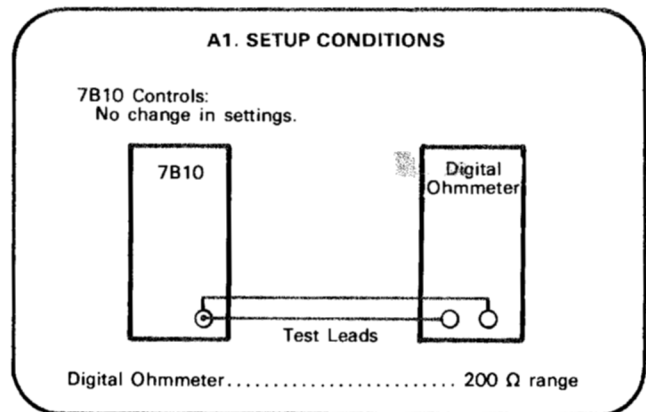 A1. SETUP CONDITIONS
7B10 Controls:
No change in settings.
7B10
Digital
Ohmmeter
Test Leads
Digital Ohmmeter.......................... 200 Ω range